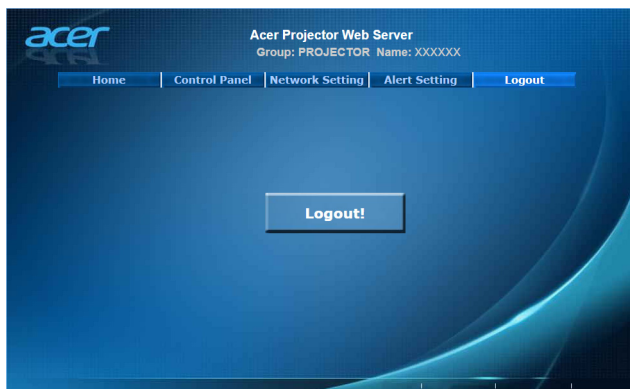 acer
Acer Projector Web Server
Group: PROJECTOR Name: XXXXXX
Home Control Panel Network Setting Alert Setting Logout
Logout!